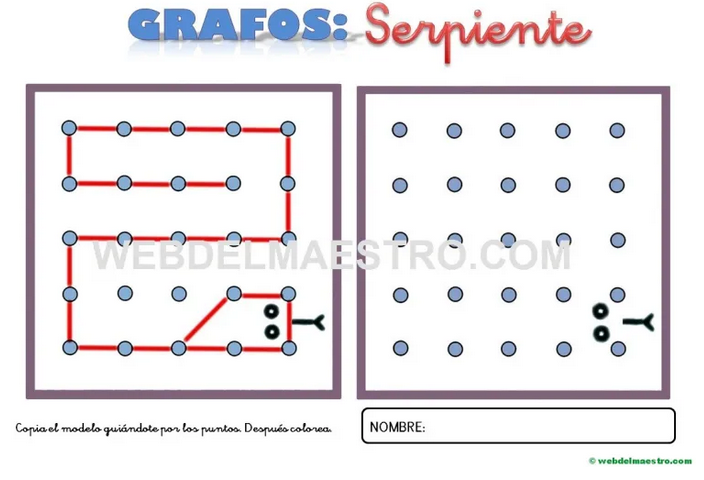 GRAFOS: Serpiente
WEBDELMAESTRO.COM
Copia el modelo guiándote por los puntos. Después colorea.
NOMBRE:
© webdelmaestro.com